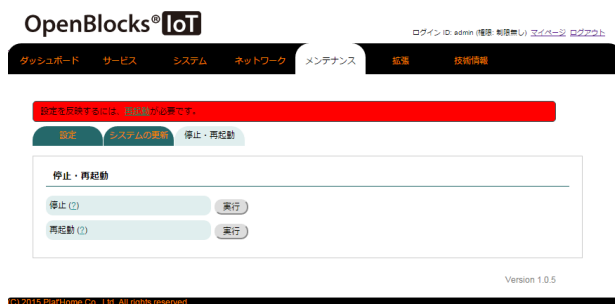 OpenBlocks® IoT
ログイン ID: admin (権限: 制限無し) マイページ ログアウト
ダッシュボード サービス システム ネットワーク メンテナンス 拡張 技術情報
設定を反映するには、再起動が必要です。
設定 システムの更新 停止・再起動
停止・再起動
停止 (?) 実行
再起動 (?) 実行
Version 1.0.5
(C) 2015 Plat'Home Co., Ltd. All rights reserved.